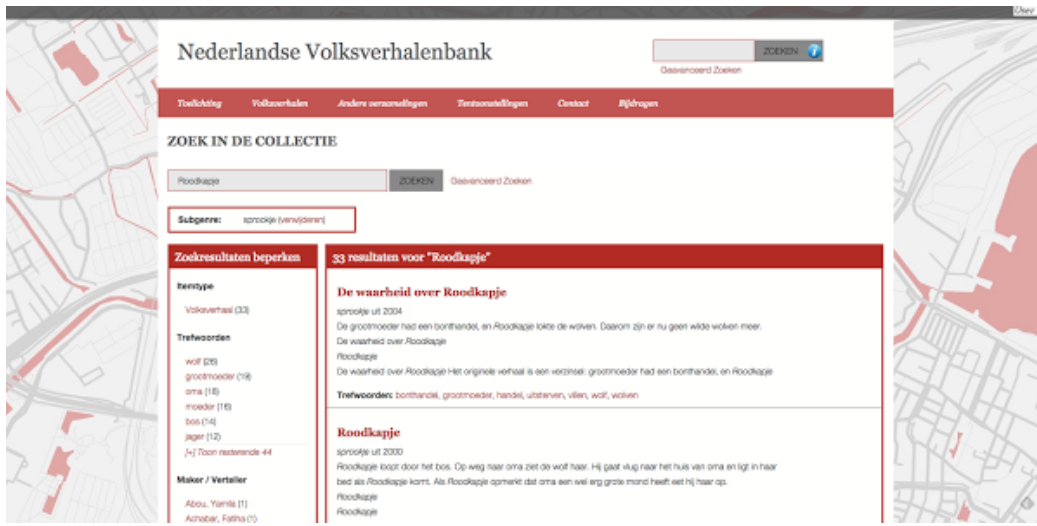 User
Nederlandse Volksverhalenbank
ZOEKEN
Geavanceerd Zoeken
Toelichting Volksverhalen Andere verzamelingen Tentoonstellingen Contact Bijdragen
ZOEK IN DE COLLECTIE
Roodkapje ZOEKEN Geavanceerd Zoeken
Subgenre: sprookje (verwijderen)
Zoekresultaten beperken
Itemtype
Volksverhaal (33)
Trefwoorden
wolf (26)
grootmoeder (19)
oma (18)
moeder (16)
bos (14)
jager (12)
[+] Toon resterende 44
Maker / Verteller
Abou, Yamila (1)
Achabar, Fatiha (1)
33 resultaten voor "Roodkapje"
De waarheid over Roodkapje
sprookje uit 2004
De grootmoeder had een bonthandel, en Roodkapje lokte de wolven. Daarom zijn er nu geen wilde wolven meer.
De waarheid over Roodkapje
Roodkapje
De waarheid over Roodkapje Het originele verhaal is een verzinsel: grootmoeder had een bonthandel, en Roodkapje
Trefwoorden: bonthandel, grootmoeder, handel, uitsterven, villen, wolf, wolven
Roodkapje
sprookje uit 2000
Roodkapje loopt door het bos. Op weg naar oma ziet de wolf haar. Hij gaat vlug naar het huis van oma en ligt in haar
bed als Roodkapje komt. Als Roodkapje opmerkt dat oma een wel erg grote mond heeft eet hij haar op.
Roodkapje
Roodkapje